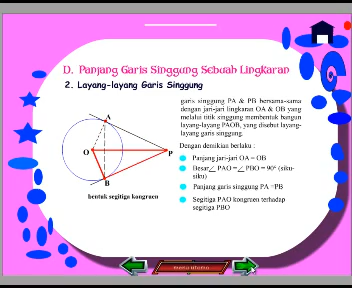 D. Panjang Garis Singgung Sebuah Lingkaran
2. Layang-layang Garis Singgung
garis singgung PA & PB bersama-sama
dengan jari-jari lingkaran OA & OB yang
melalui titik singgung membentuk bangun
layang-layang PAOB, yang disebut layang-
layang garis singgung.
Dengan demikian berlaku :
Panjang jari-jari OA = OB
Besar∠ PAO =∠ PBO = 90° (siku-
siku)
Panjang garis singgung PA =PB
Segitiga PAO kongruen terhadap
segitiga PBO
A
O
P
B
bentuk segitiga kongruen
menu utama